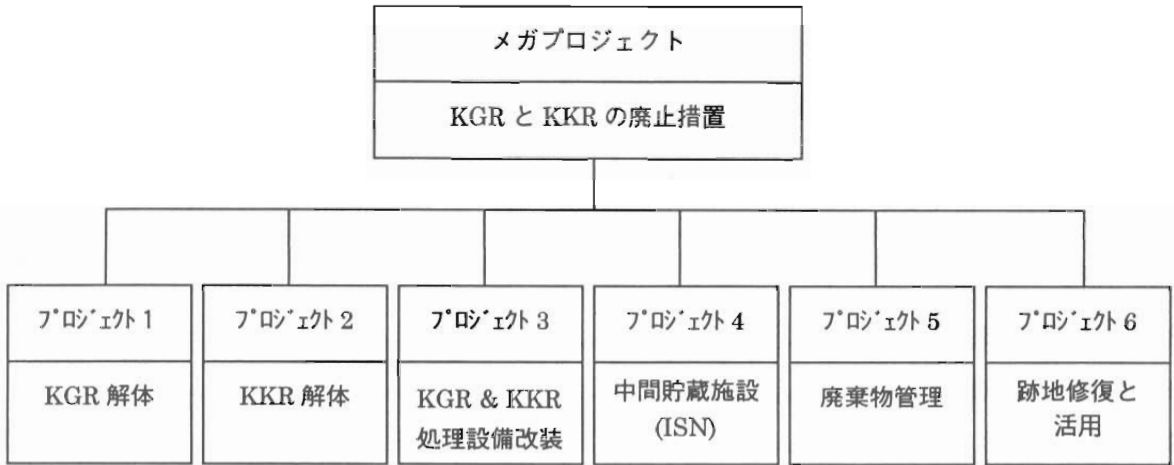 メガプロジェクト
KGR と KKR の廃止措置
ﾌﾟﾛｼﾞｪｸﾄ 1
KGR 解体
ﾌﾟﾛｼﾞｪｸﾄ 2
KKR 解体
ﾌﾟﾛｼﾞｪｸﾄ 3
KGR & KKR
処理設備改装
ﾌﾟﾛｼﾞｪｸﾄ 4
中間貯蔵施設
(ISN)
ﾌﾟﾛｼﾞｪｸﾄ 5
廃棄物管理
ﾌﾟﾛｼﾞｪｸﾄ 6
跡地修復と
活用